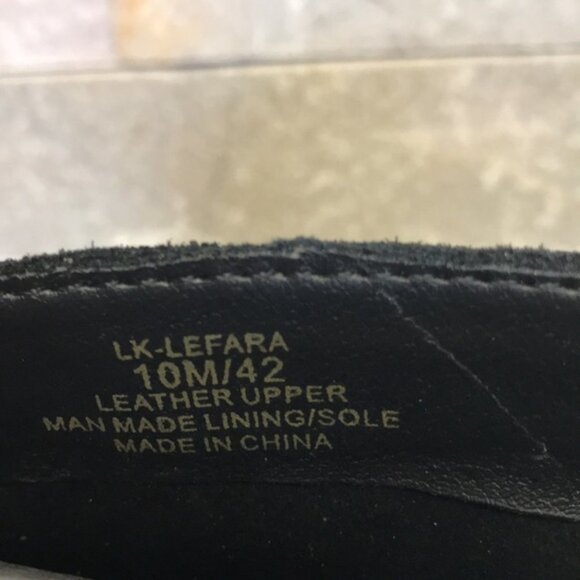 LK-LEFARA
10M/42
LEATHER UPPER
MAN MADE LINING/SOLE
MADE IN CHINA